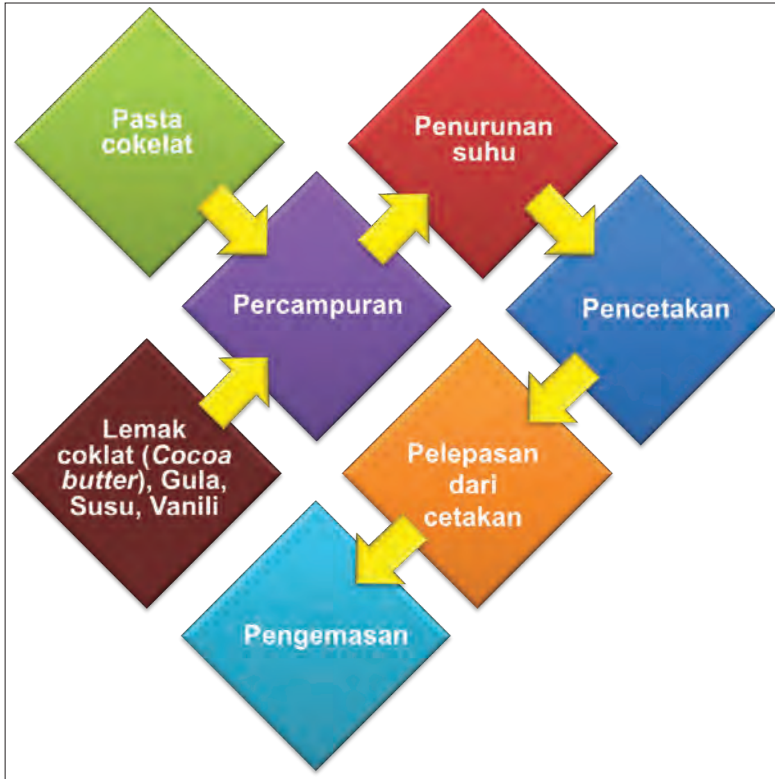 Pasta
cokelat
Penurunan
suhu
Percampuran
Pencetakan
Lemak
coklat (Cocoa
butter), Gula,
Susu, Vanili
Pelepasan
dari
cetakan
Pengemasan